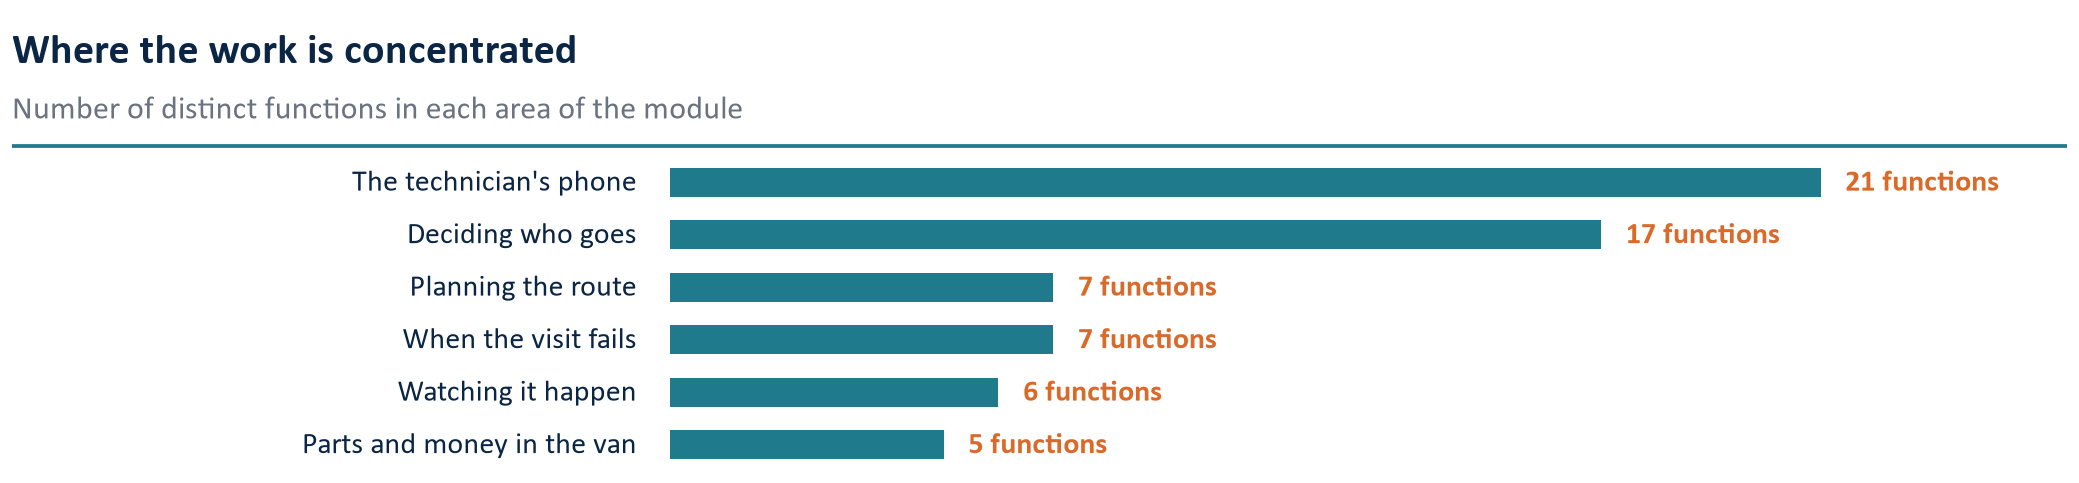 Where the work is concentrated
Number of distinct functions in each area of the module
The technician's phone 21 functions
Deciding who goes 17 functions
Planning the route 7 functions
When the visit fails 7 functions
Watching it happen 6 functions
Parts and money in the van 5 functions